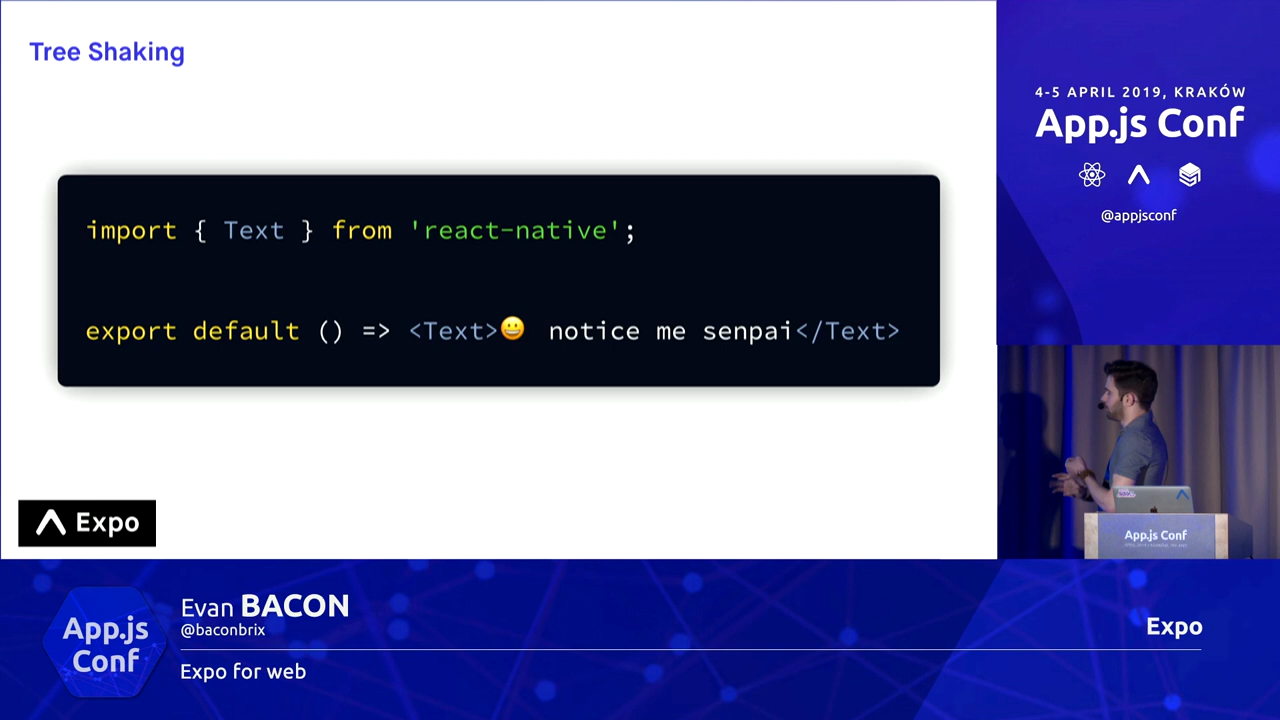 Tree Shaking
import { Text } from 'react-native';
export default () => <Text>😀 notice me senpai</Text>
Expo
4-5 APRIL 2019, KRAKÓW
App.js Conf
@appjsconf
App.js Conf
App.js
Conf
Evan BACON
@baconbrix
Expo for web
Expo